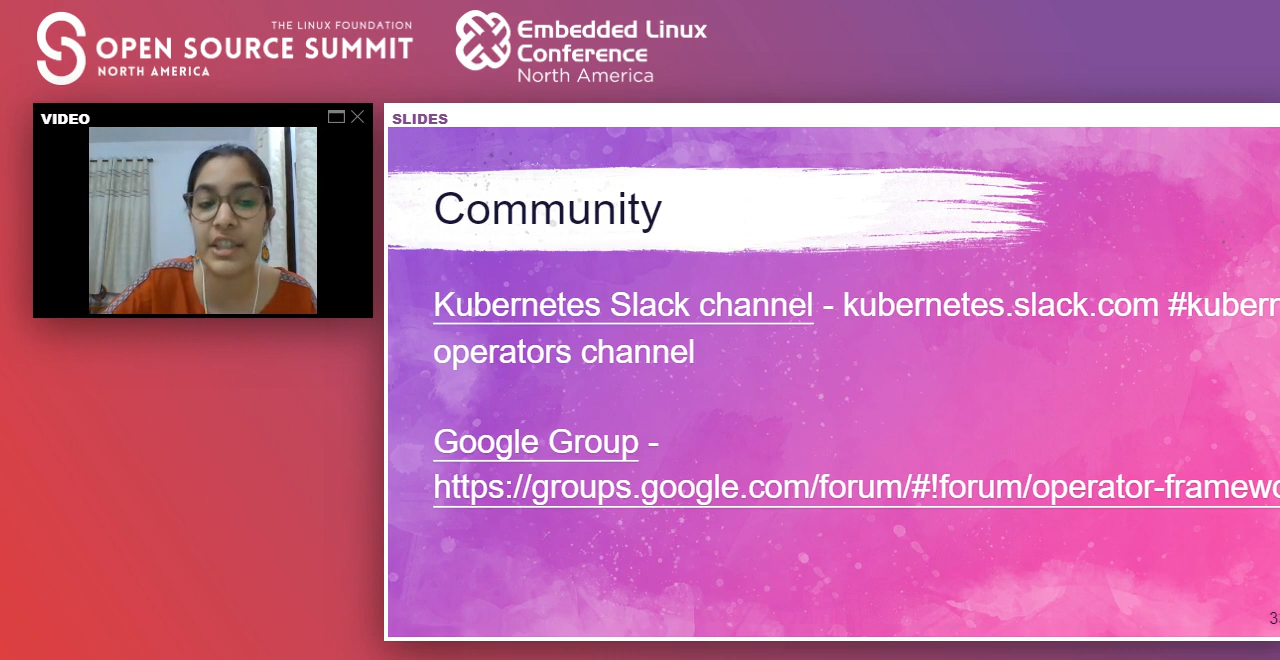 THE LINUX FOUNDATION
OPEN SOURCE SUMMIT
NORTH AMERICA
Embedded Linux
Conference
North America
VIDEO
SLIDES
Community
Kubernetes Slack channel - kubernetes.slack.com
operators channel
Google Group -
https://groups.google.com/forum/#!forum/operator-framewo